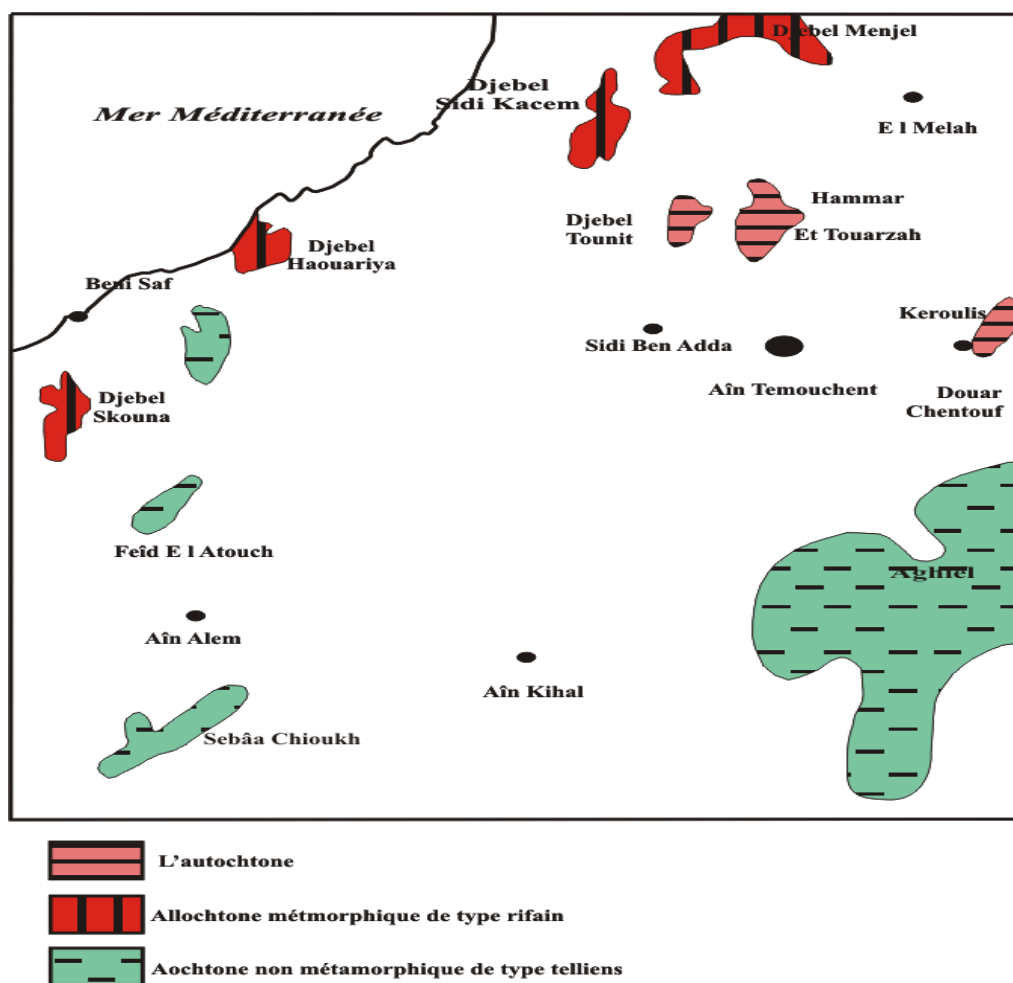 Djebel Menjel
Djebel
Sidi Kacem
Mer Méditerranée
E l Melah
Hammar
Djebel
Tounit
Et Touarzah
Djebel
Haouariya
Beni Saf
Keroulis
Sidi Ben Adda
Aîn Temouchent
Djebel
Skouna
Douar
Chentouf
Feîd E l Atouch
Aghlel
Aîn Alem
Aîn Kihal
Sebâa Chioukh
L'autochtone
Allochtone métmorphique de type rifain
Aochtone non métamorphique de type telliens